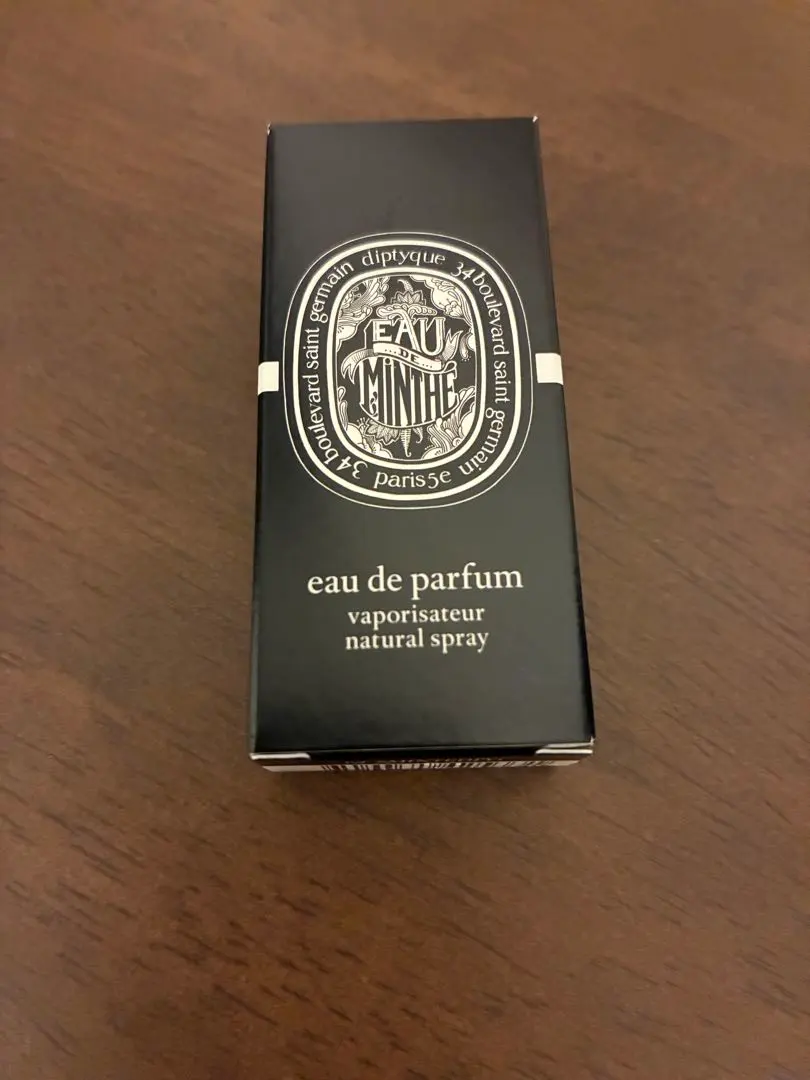 diptyque 34 boulevard saint germain paris 5e 34 boulevard saint germain
EAU
DE
MINTHÉ
eau de parfum
vaporisateur
natural spray